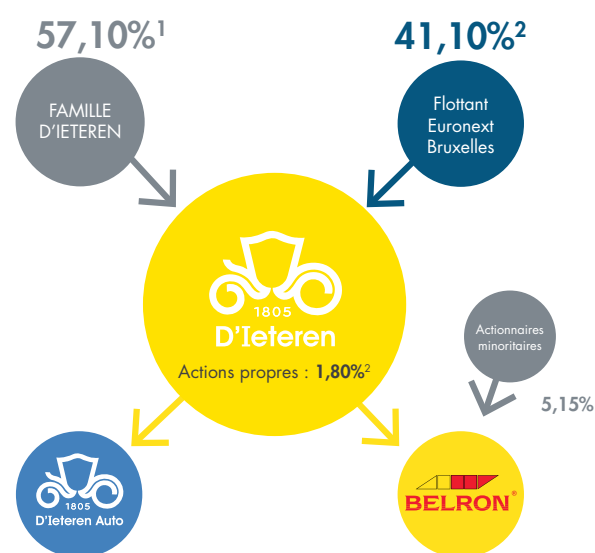 57,10%¹
41,10%²
FAMILLE
D'IETEREN
Flottant
Euronext
Bruxelles
1805
D'Ieteren
Actions propres : 1,80%²
Actionnaires
minoritaires
5,15%
1805
D'Ieteren Auto
BELRON®